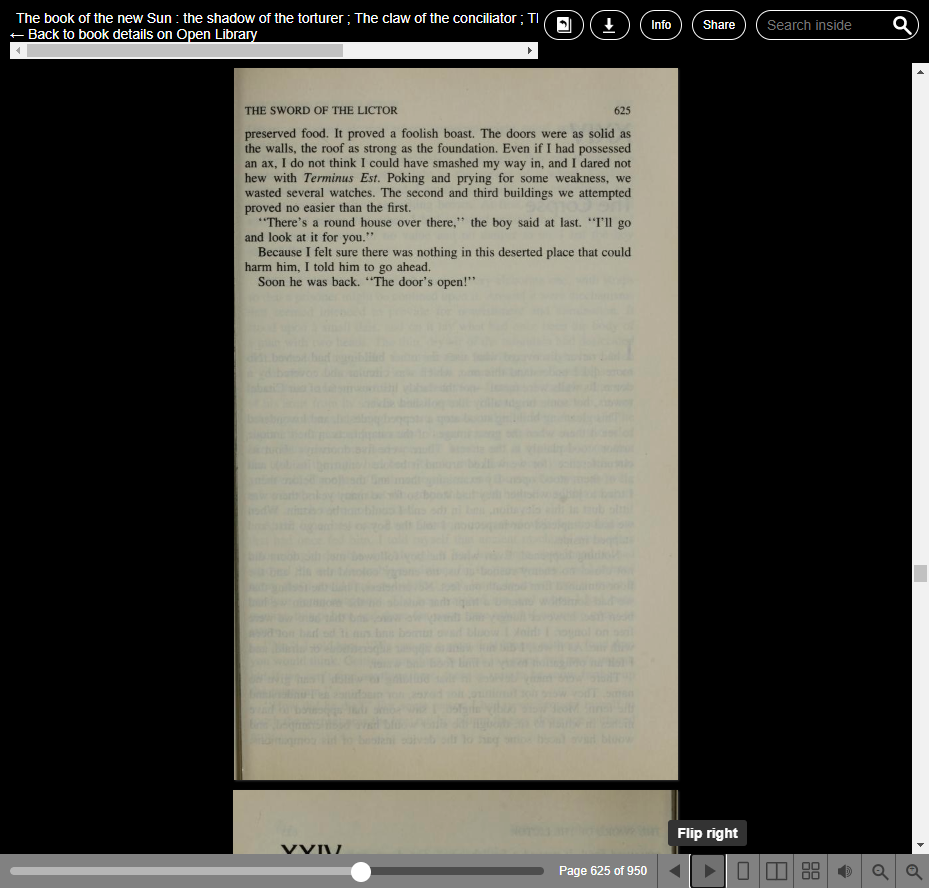 The book of the new Sun : the shadow of the torturer ; The claw of the conciliator ;
← Back to book details on Open Library
Info
Share
Search inside
THE SWORD OF THE LICTOR 625
preserved food. It proved a foolish boast. The doors were as solid as
the walls, the roof as strong as the foundation. Even if I had possessed
an ax, I do not think I could have smashed my way in, and I dared not
hew with Terminus Est. Poking and prying for some weakness, we
wasted several watches. The second and third buildings we attempted
proved no easier than the first.
‘‘There’s a round house over there,’’ the boy said at last. ‘‘I’ll go
and look at it for you.’’
Because I felt sure there was nothing in this deserted place that could
harm him, I told him to go ahead.
Soon he was back. ‘‘The door’s open!’’
XXIV
Flip right
Page 625 of 950